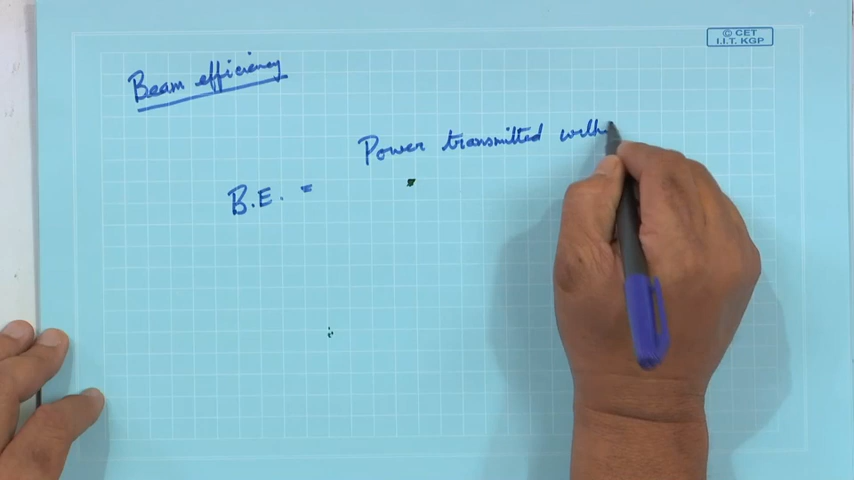 © CET
I.I.T. KGP
Beam efficiency
Power transmitted with
B.E. =